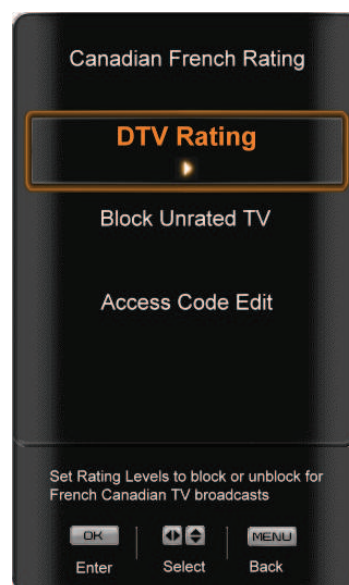 Canadian French Rating
DTV Rating
Block Unrated TV
Access Code Edit
Set Rating Levels to block or unblock for
French Canadian TV broadcasts
OK MENU
Enter Select Back